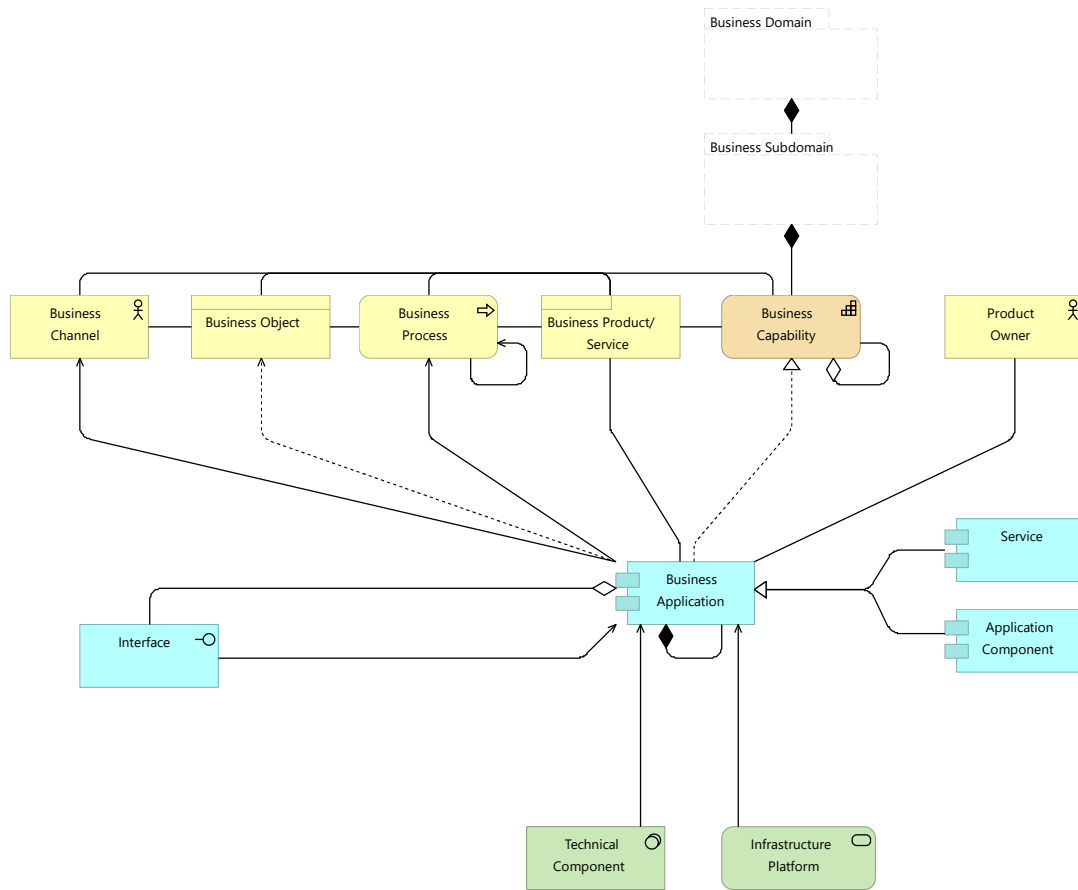 Business Domain
Business Subdomain
Business
Channel
Business Object
Business
Process
Business Product/
Service
Business
Capability
Product
Owner
Business
Application
Service
Application
Component
Interface
Technical
Component
Infrastructure
Platform